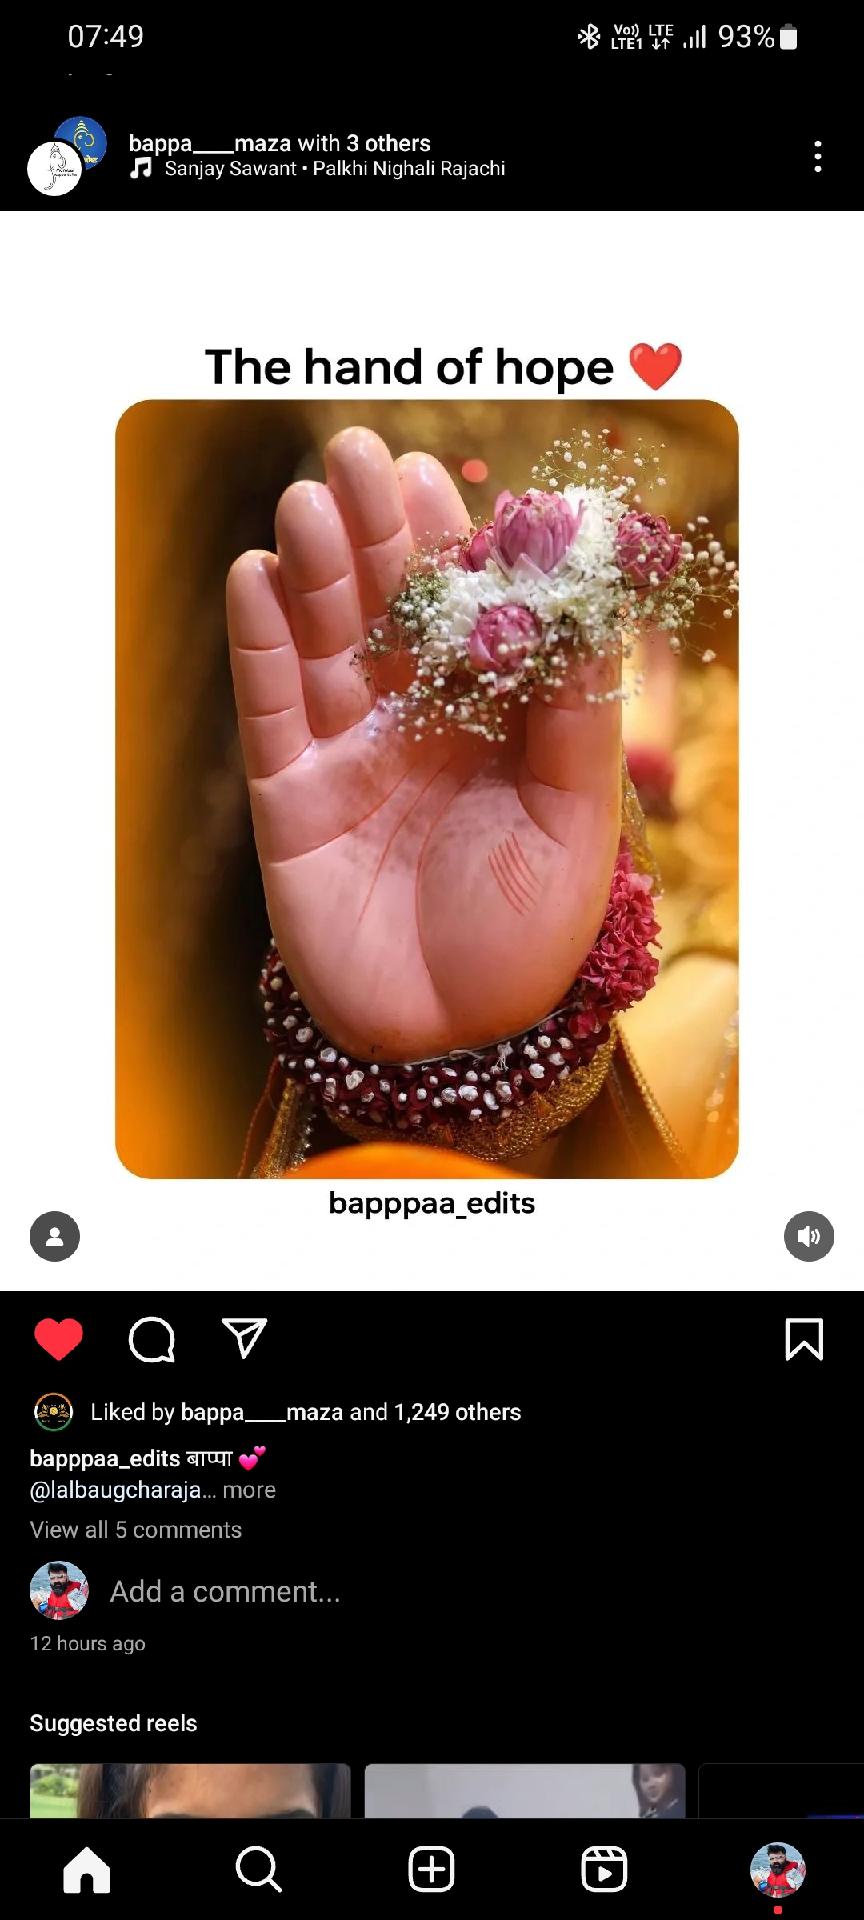 07:49
Vo)) LTE1 LTE 93%
bappa____maza with 3 others
Sanjay Sawant • Palkhi Nighali Rajachi
The hand of hope ❤️
bapppaa_edits
Liked by bappa____maza and 1,249 others
bapppaa_edits बाप्पा 💕
@lalbaugcharaja... more
View all 5 comments
Add a comment...
12 hours ago
Suggested reels